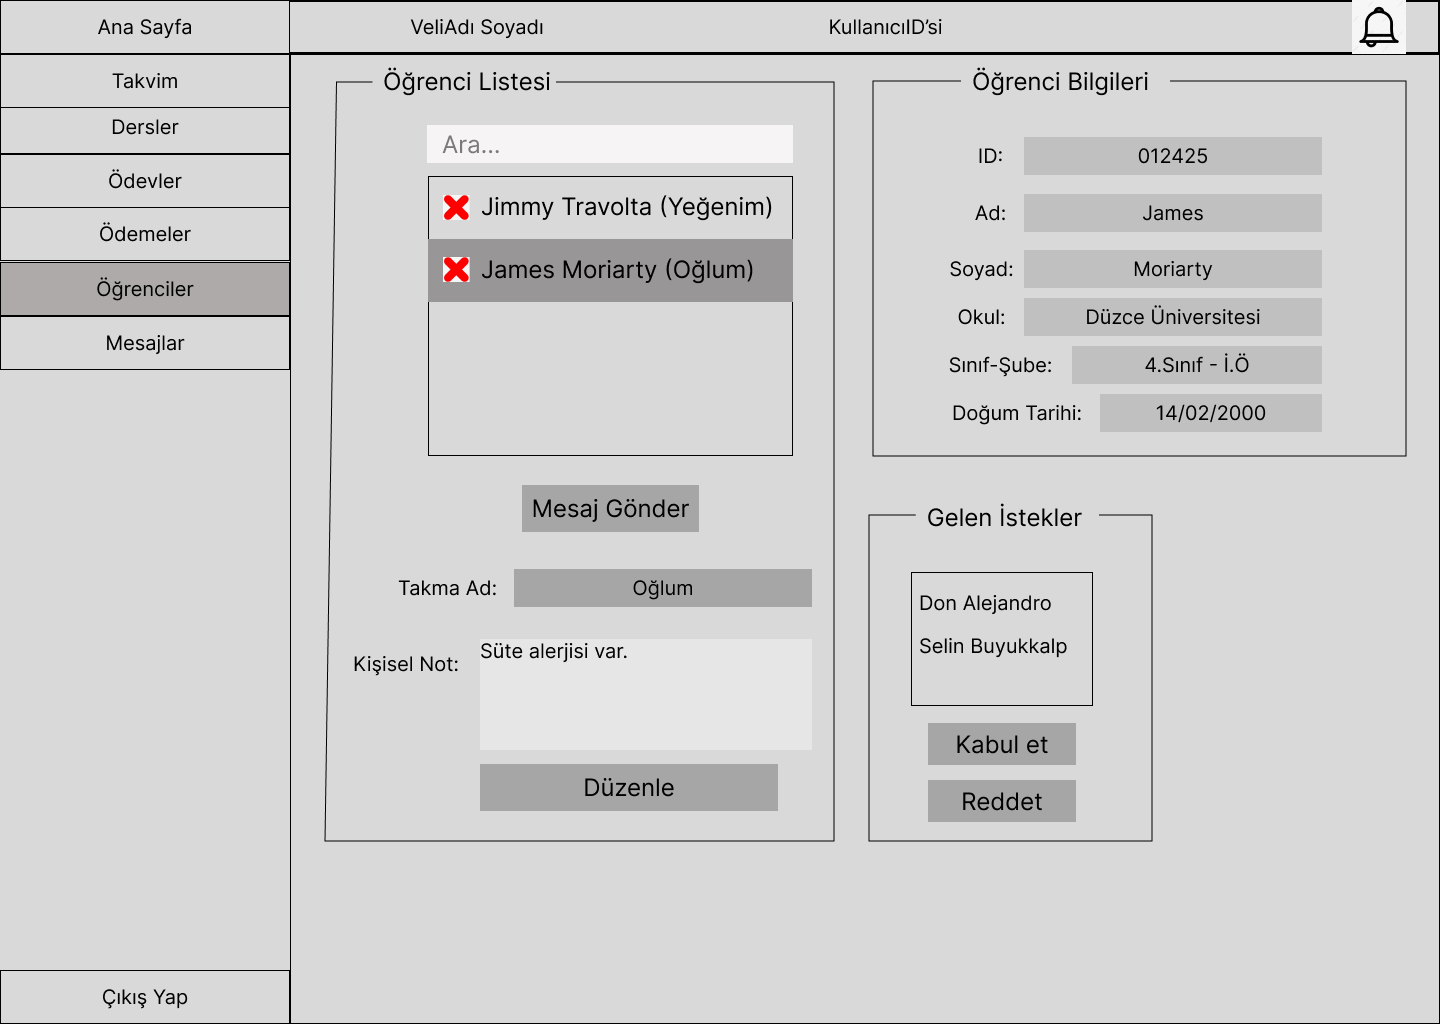 Ana Sayfa
VeliAdı Soyadı
KullanıcıID’si
Takvim
Dersler
Ödevler
Ödemeler
Öğrenciler
Mesajlar
Çıkış Yap
Öğrenci Listesi
Ara...
Jimmy Travolta (Yeğenim)
James Moriarty (Oğlum)
Mesaj Gönder
Takma Ad: Oğlum
Kişisel Not: Süte alerjisi var.
Düzenle
Öğrenci Bilgileri
ID: 012425
Ad: James
Soyad: Moriarty
Okul: Düzce Üniversitesi
Sınıf-Şube: 4.Sınıf - İ.Ö
Doğum Tarihi: 14/02/2000
Gelen İstekler
Don Alejandro
Selin Buyukkalp
Kabul et
Reddet